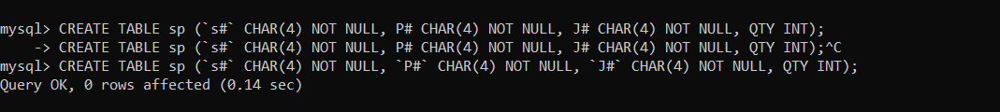 mysql> CREATE TABLE sp (`s#` CHAR(4) NOT NULL, P# CHAR(4) NOT NULL, J# CHAR(4) NOT NULL, QTY INT);
    -> CREATE TABLE sp (`s#` CHAR(4) NOT NULL, P# CHAR(4) NOT NULL, J# CHAR(4) NOT NULL, QTY INT);^C
mysql> CREATE TABLE sp (`s#` CHAR(4) NOT NULL, `P#` CHAR(4) NOT NULL, `J#` CHAR(4) NOT NULL, QTY INT);
Query OK, 0 rows affected (0.14 sec)